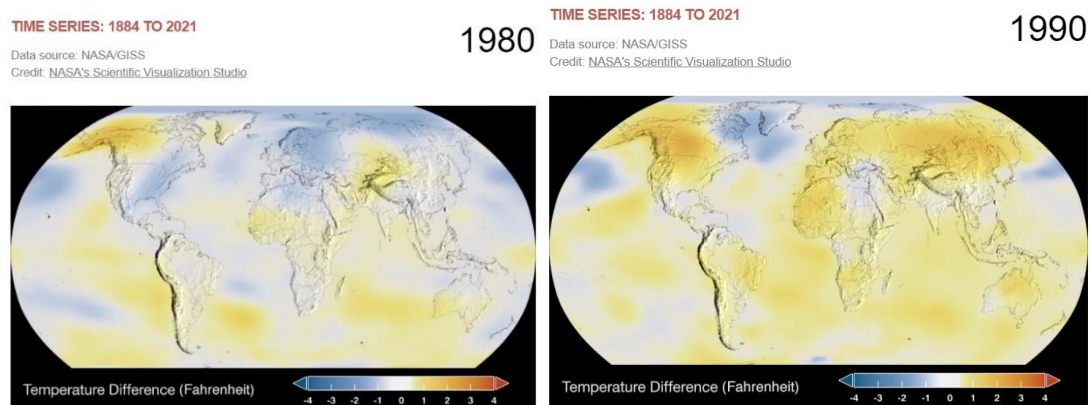 TIME SERIES: 1884 TO 2021
Data source: NASA/GISS
Credit: NASA's Scientific Visualization Studio
1980
Temperature Difference (Fahrenheit)
-4 -3 -2 -1 0 1 2 3 4
TIME SERIES: 1884 TO 2021
Data source: NASA/GISS
Credit: NASA's Scientific Visualization Studio
1990
Temperature Difference (Fahrenheit)
-4 -3 -2 -1 0 1 2 3 4